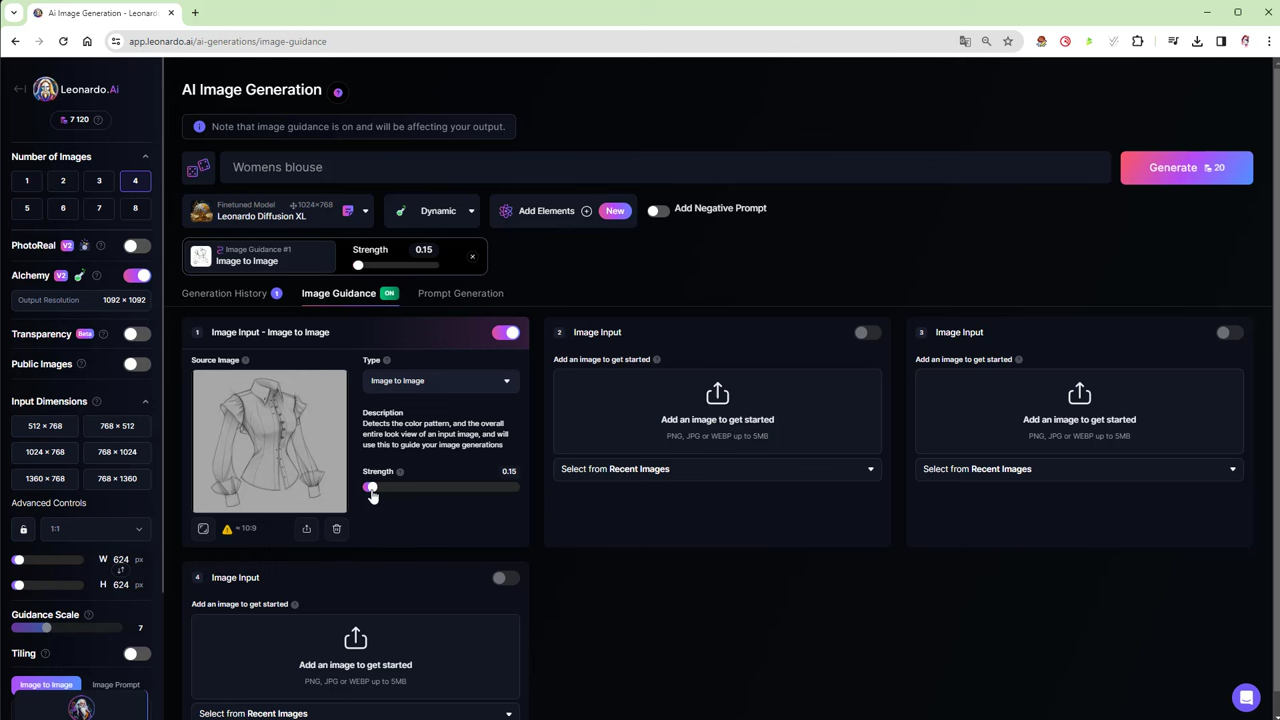 Ai Image Generation - Leonardo
app.leonardo.ai/ai-generations/image-guidance
Leonardo.Ai
7 120
Number of Images
1
2
3
4
5
6
7
8
PhotoReal V2
Alchemy V2
Output Resolution 1092 × 1092
Transparency Beta
Public Images
Input Dimensions
512 × 768
768 × 512
1024 × 768
768 × 1024
1360 × 768
768 × 1360
Advanced Controls
1:1
W 624 px
H 624 px
Guidance Scale
7
Tiling
Image to Image
Image Prompt
AI Image Generation
Note that image guidance is on and will be affecting your output.
Womens blouse
Generate 20
Finetuned Model 1024×768
Leonardo Diffusion XL
Dynamic
Add Elements New
Add Negative Prompt
Image Guidance #1
Image to Image
Strength 0.15
Generation History 1
Image Guidance ON
Prompt Generation
1 Image Input - Image to Image
Source Image
Type
Image to Image
Description
Detects the color pattern, and the overall
entire look view of an input image, and will
use this to guide your image generations
Strength 0.15
≈ 10:9
2 Image Input
Add an image to get started
Add an image to get started
PNG, JPG or WEBP up to 5MB
Select from Recent Images
3 Image Input
Add an image to get started
Add an image to get started
PNG, JPG or WEBP up to 5MB
Select from Recent Images
4 Image Input
Add an image to get started
Add an image to get started
PNG, JPG or WEBP up to 5MB
Select from Recent Images